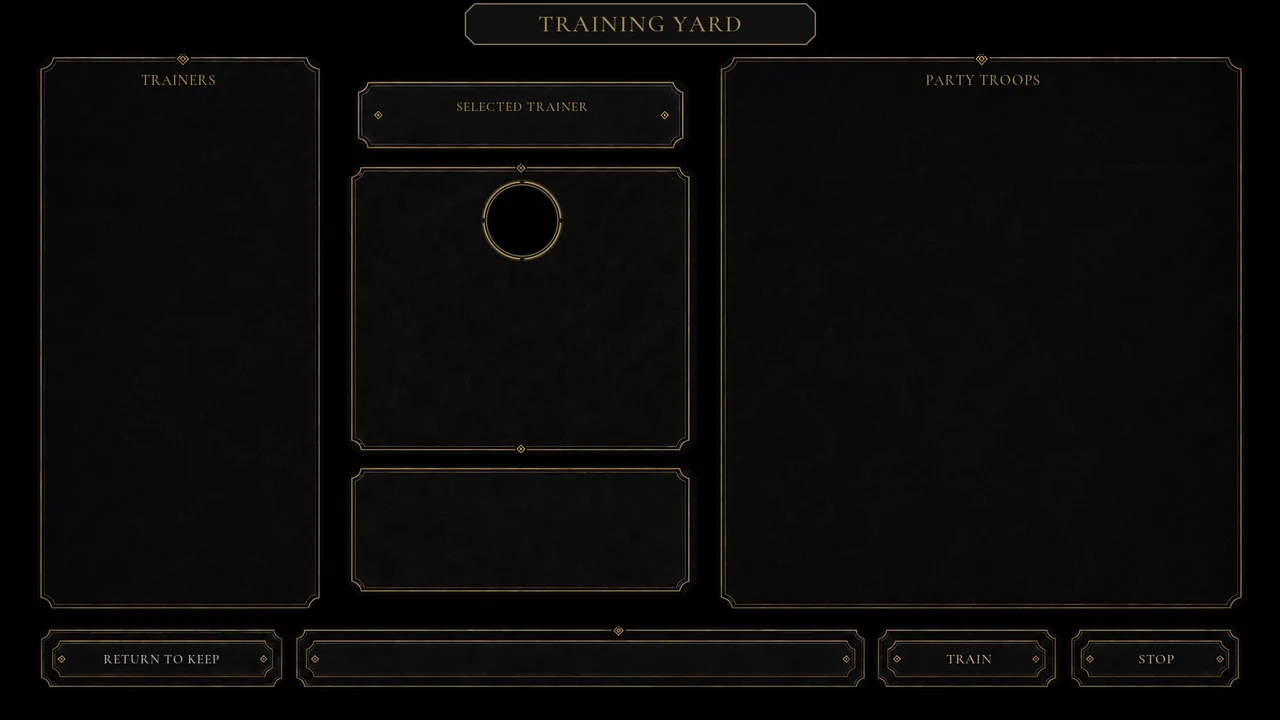 TRAINING YARD
TRAINERS
SELECTED TRAINER
PARTY TROOPS
RETURN TO KEEP
TRAIN
STOP